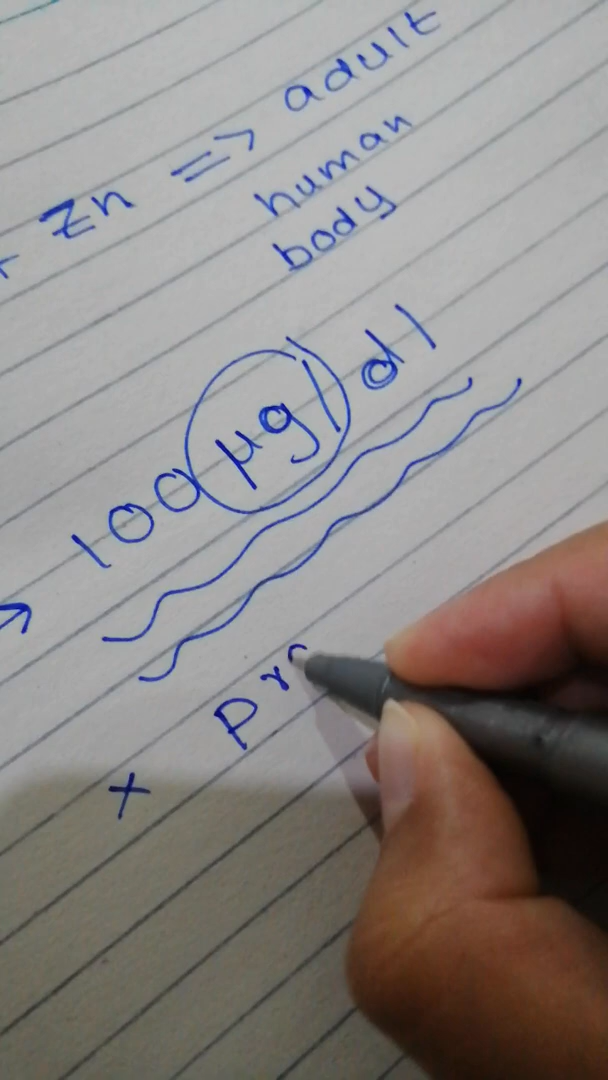 Zn => adult
human
body
→ 100 µg/dl
x Pr